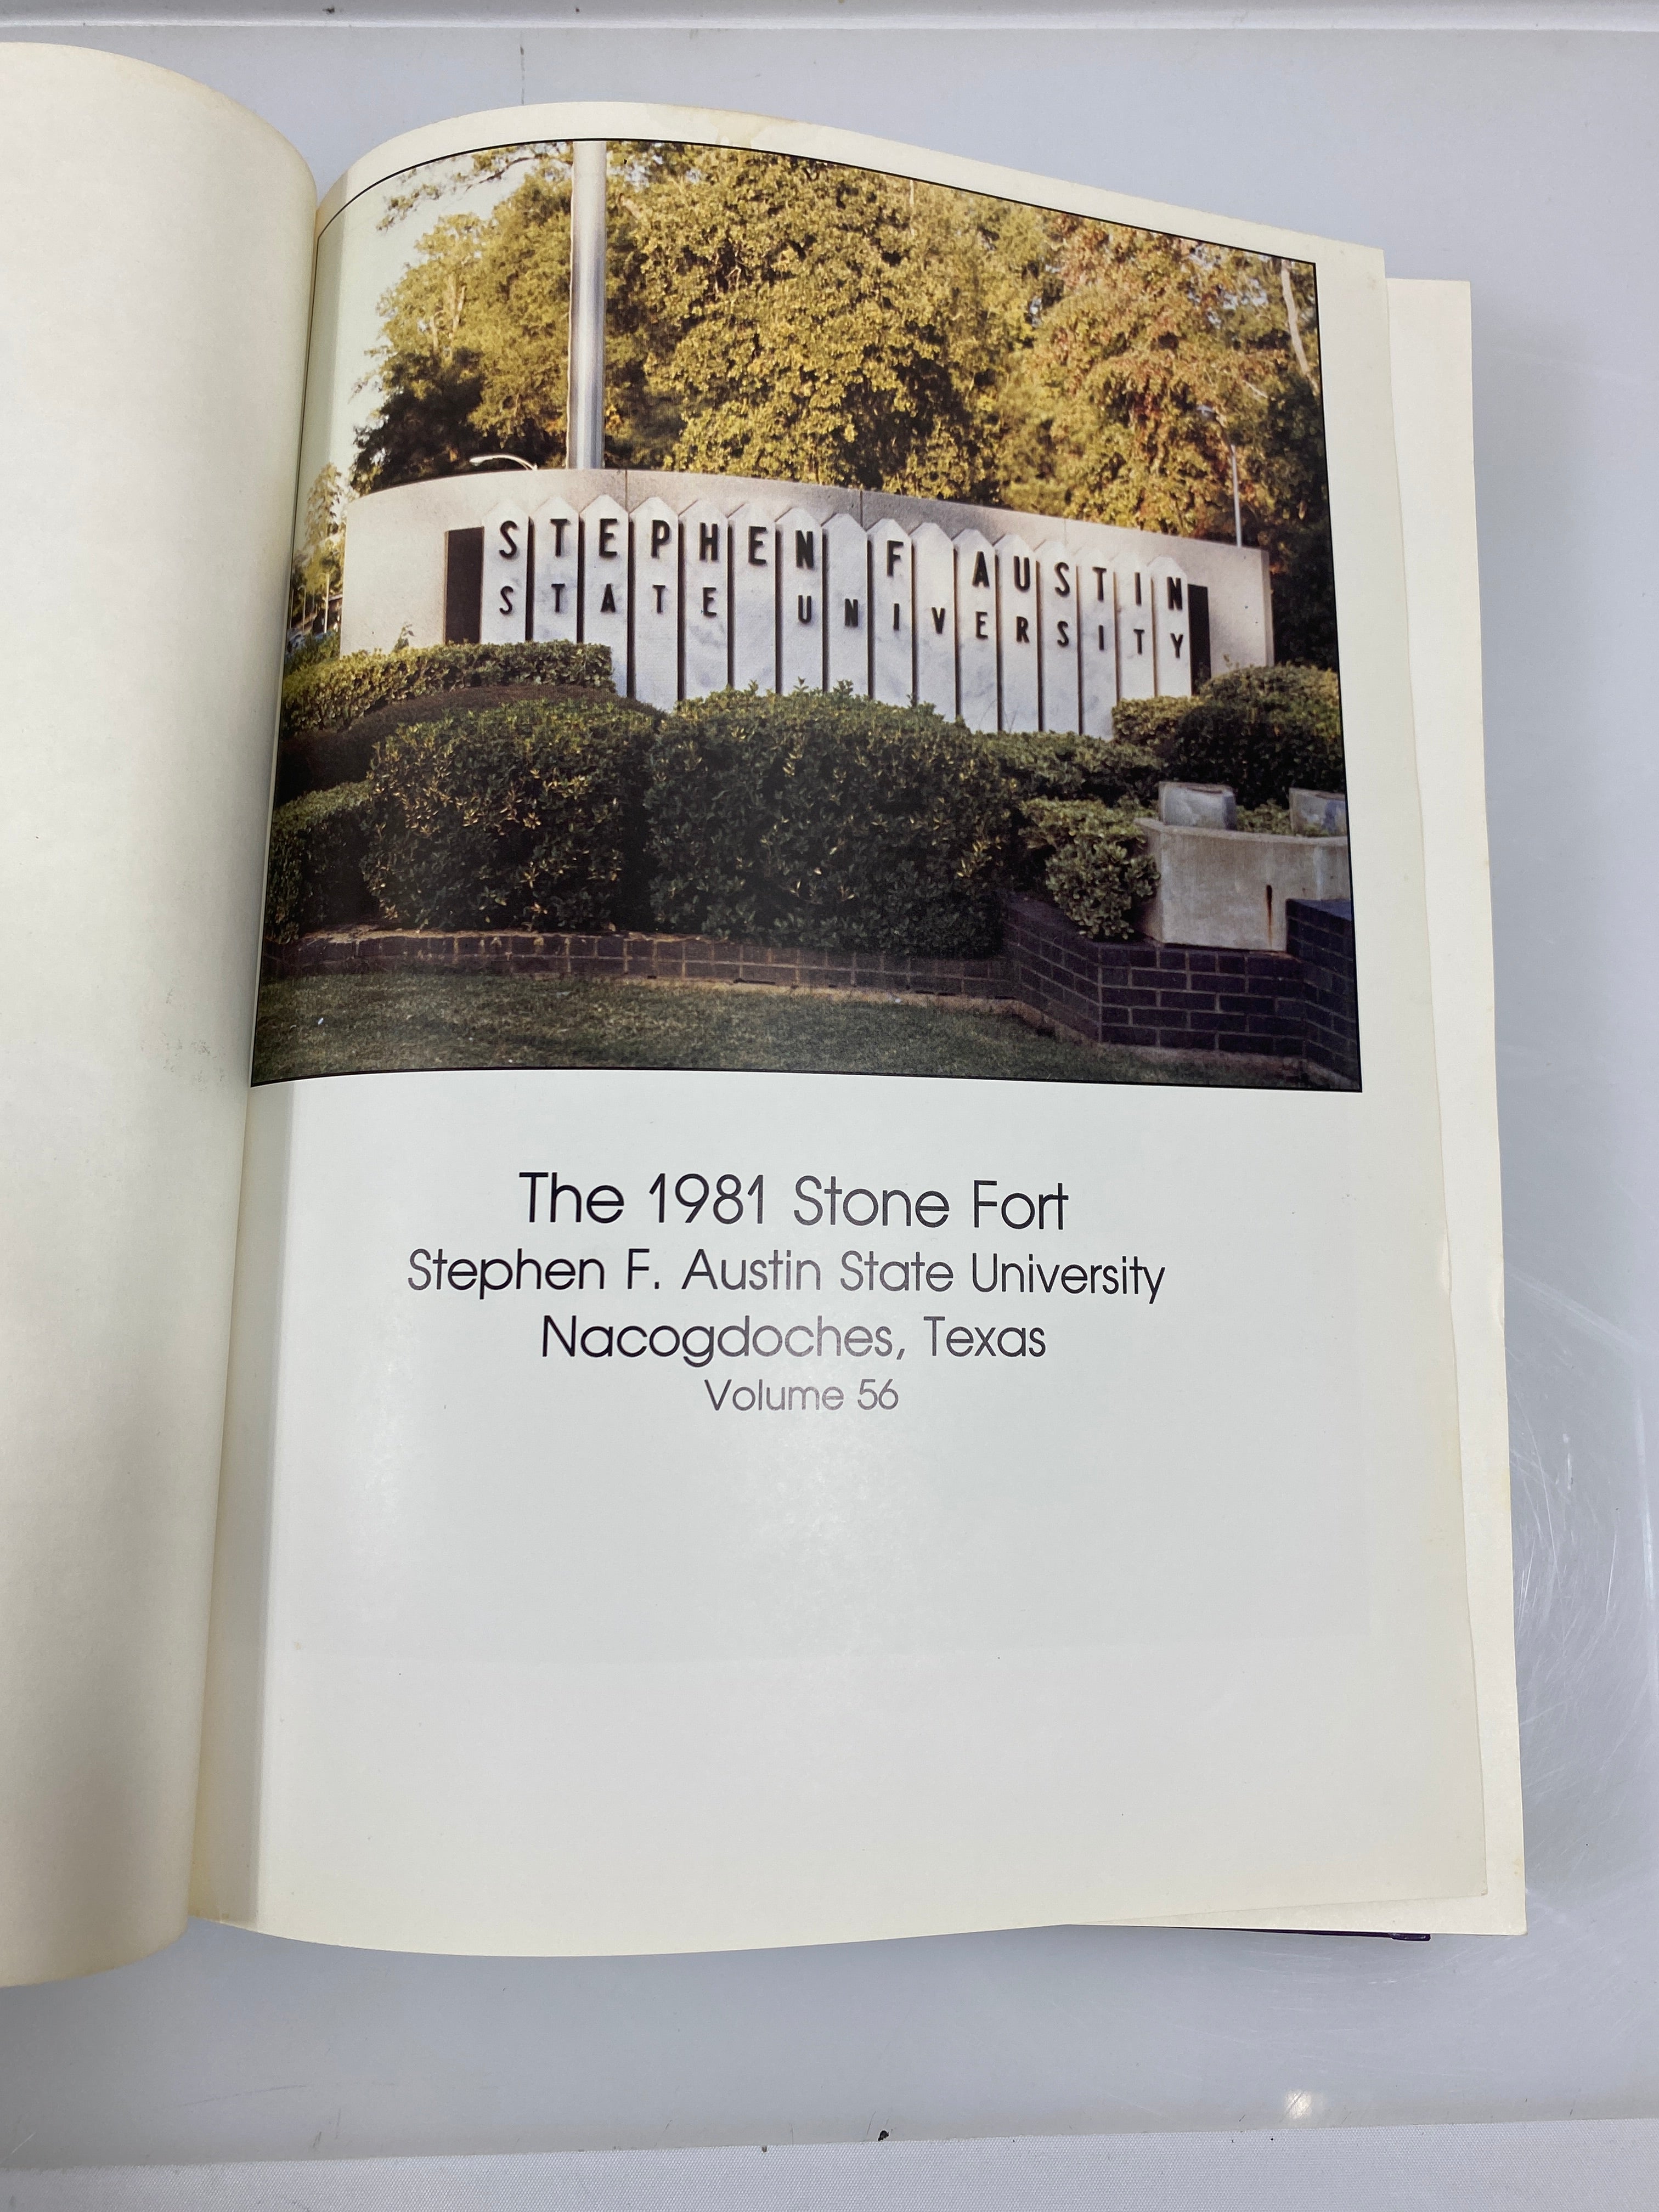 STEPHEN F AUSTIN
STATE UNIVERSITY
The 1981 Stone Fort
Stephen F. Austin State University
Nacogdoches, Texas
Volume 56